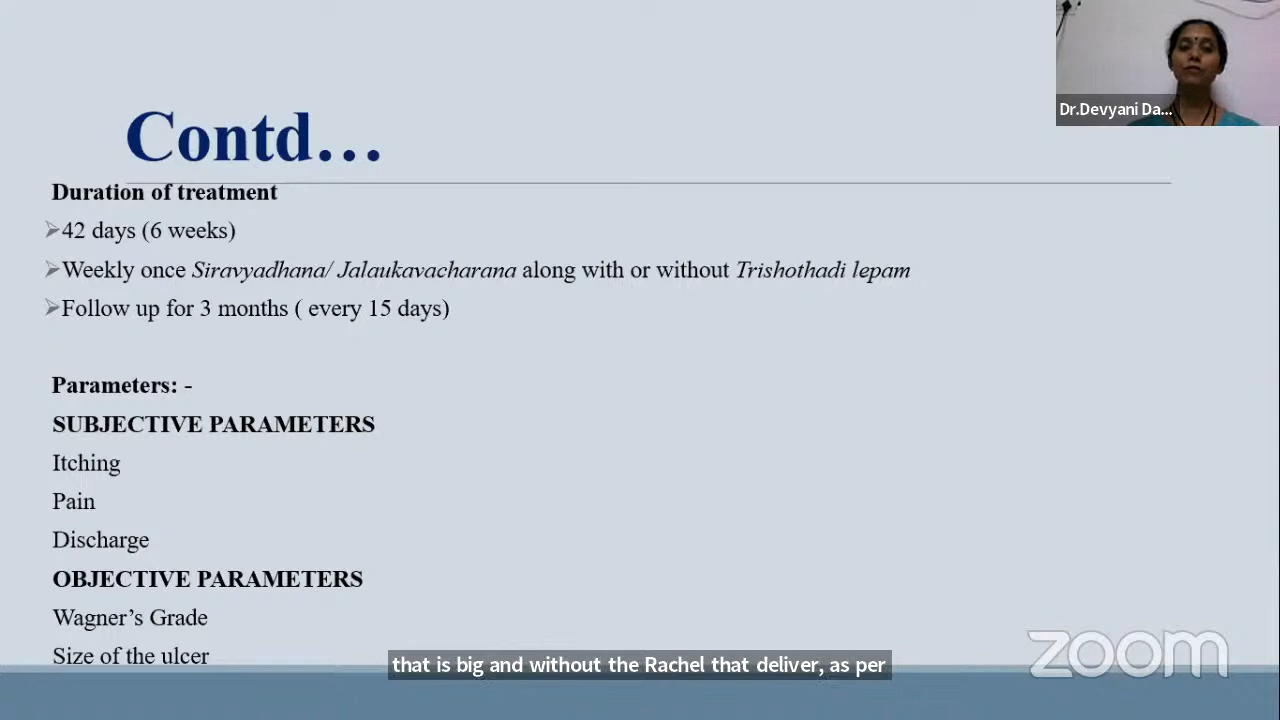 Contd…
Duration of treatment
➢42 days (6 weeks)
➢Weekly once Siravyadhana/ Jalaukavacharana along with or without Trishothadi lepam
➢Follow up for 3 months ( every 15 days)
Parameters: -
SUBJECTIVE PARAMETERS
Itching
Pain
Discharge
OBJECTIVE PARAMETERS
Wagner’s Grade
Size of the ulcer
Dr.Devyani Da...
that is big and without the Rachel that deliver, as per
zoom